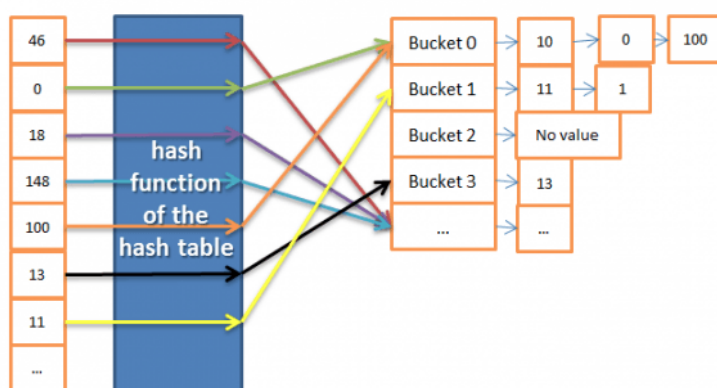 46
0
18
148
100
13
11
...
hash
function
of the
hash table
Bucket 0
10
0
100
Bucket 1
11
1
Bucket 2
No value
Bucket 3
13
...
...